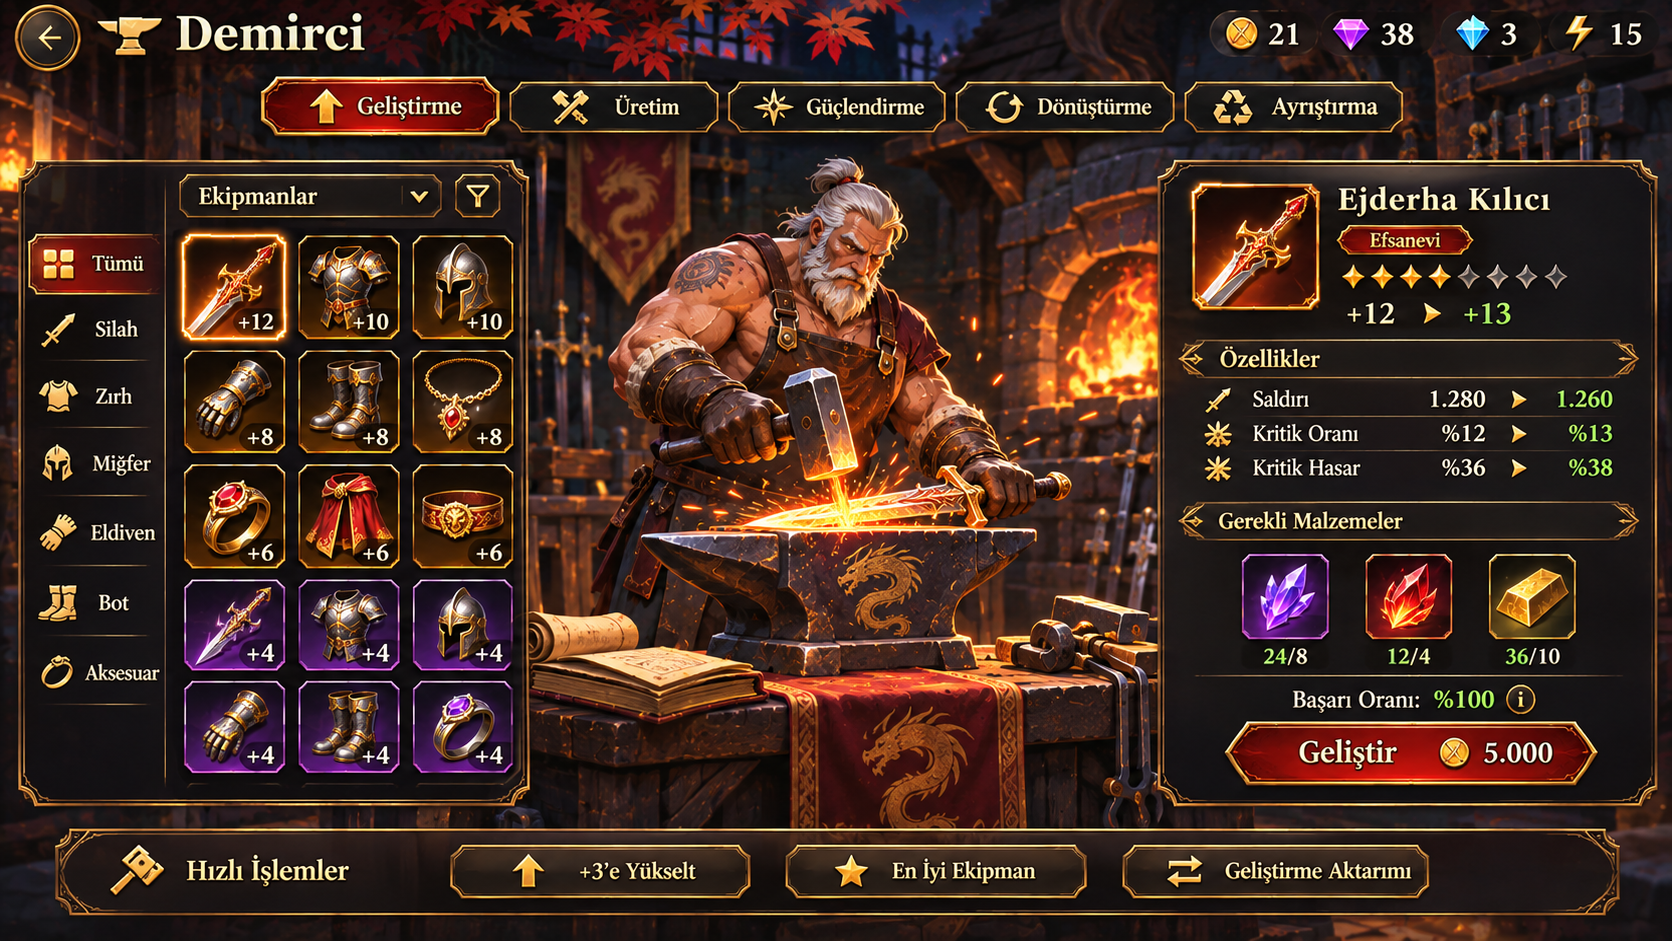 Demirci
21
38
3
15
Geliştirme
Üretim
Güçlendirme
Dönüştürme
Ayrıştırma
Ekipmanlar
Tümü
Silah
Zırh
Miğfer
Eldiven
Bot
Aksesuar
+12
+10
+10
+8
+8
+8
+6
+6
+6
+4
+4
+4
+4
+4
+4
Ejderha Kılıcı
Efsanevi
+12 +13
Özellikler
Saldırı 1.280 1.260
Kritik Oranı %12 %13
Kritik Hasar %36 %38
Gerekli Malzemeler
24/8
12/4
36/10
Başarı Oranı: %100 i
Geliştir 5.000
Hızlı İşlemler
+3'e Yükselt
En İyi Ekipman
Geliştirme Aktarımı